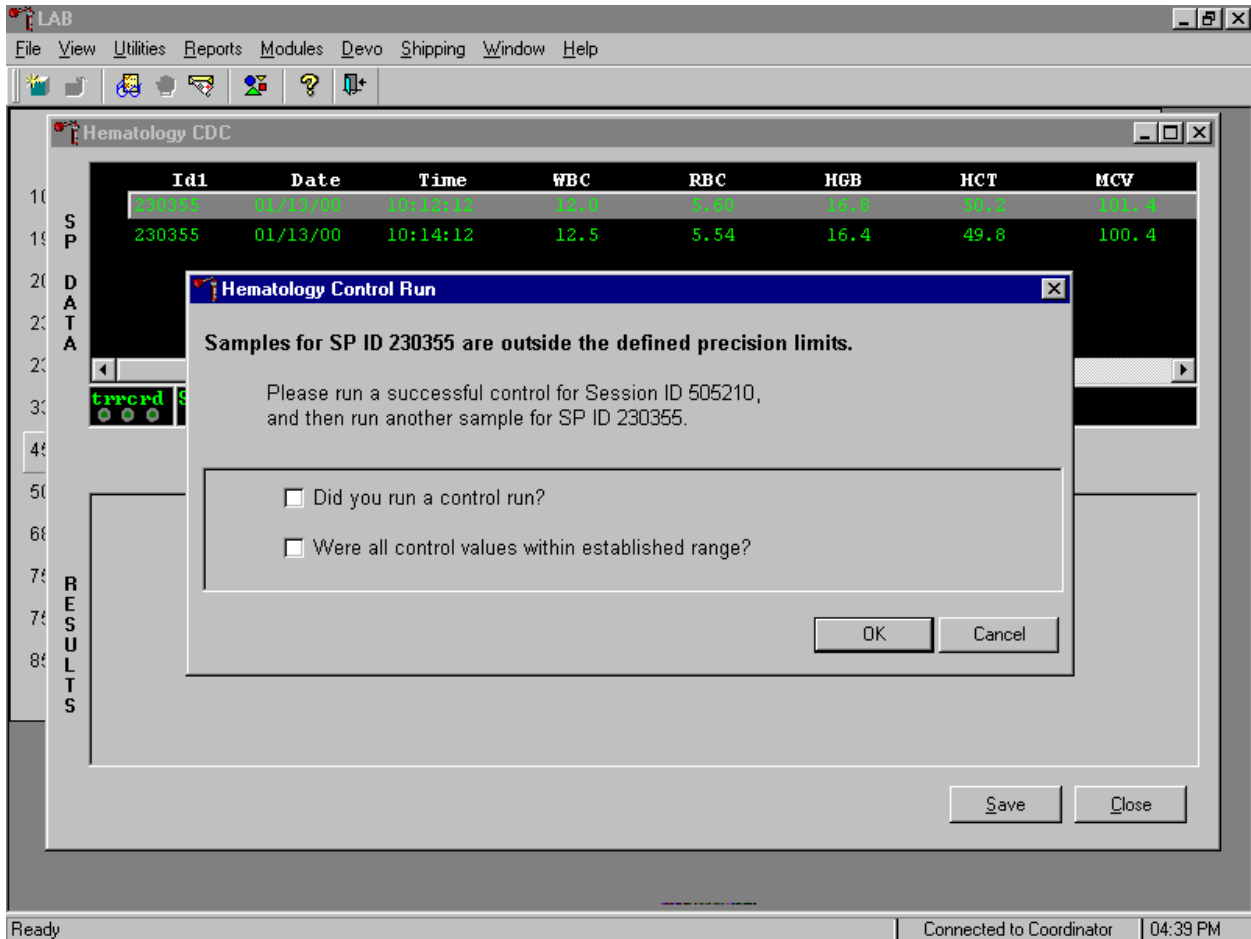 LAB
File View Utilities Reports Modules Devo Shipping Window Help
Hematology CDC
Id1 Date Time WBC RBC HGB HCT MCV
230355 01/13/00 10:12:12 12.0 5.60 16.8 50.2 101.4
230355 01/13/00 10:14:12 12.5 5.54 16.4 49.8 100.4
SP DATA
trrcrd
Hematology Control Run
Samples for SP ID 230355 are outside the defined precision limits.
Please run a successful control for Session ID 505210,
and then run another sample for SP ID 230355.
Did you run a control run?
Were all control values within established range?
OK Cancel
RESULTS
Save Close
Ready Connected to Coordinator 04:39 PM